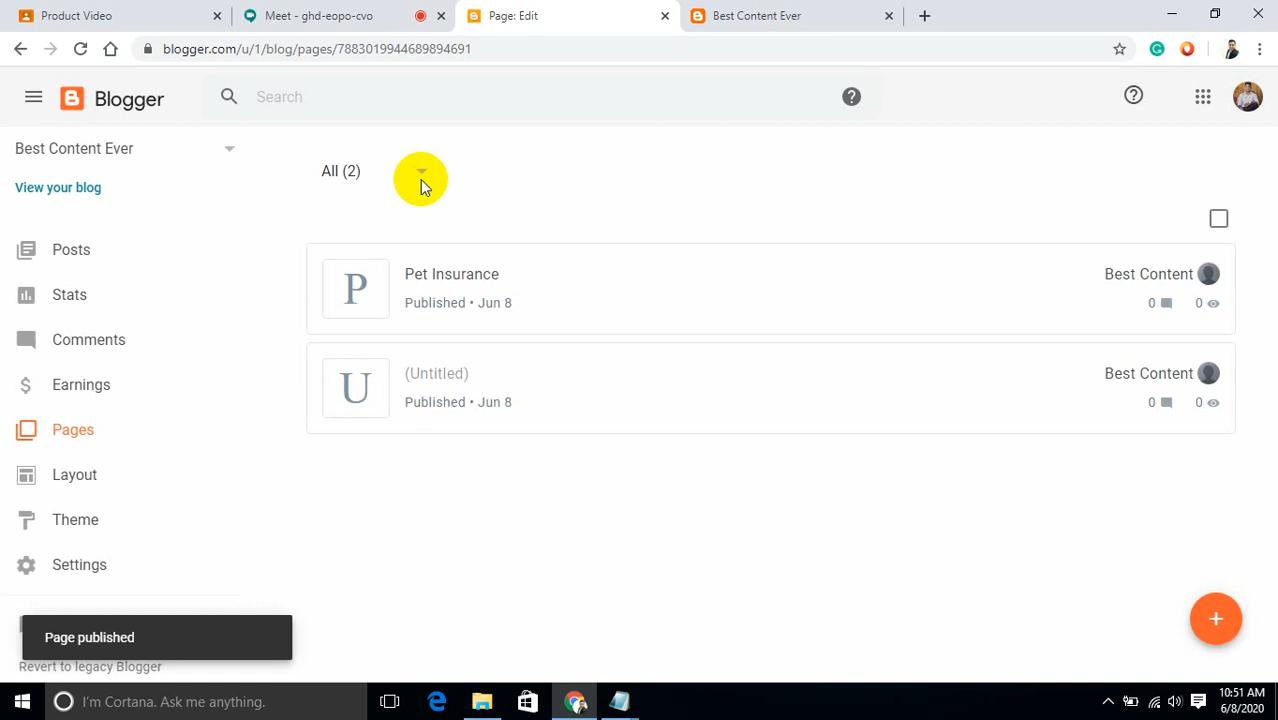 Product Video
Meet - ghd-eopo-cvo
Page: Edit
Best Content Ever
blogger.com/u/1/blog/pages/7883019944689894691
Blogger
Search
Best Content Ever
View your blog
All (2)
Posts
Stats
Comments
Earnings
Pages
Layout
Theme
Settings
P
Pet Insurance
Published • Jun 8
Best Content
0
0
U
(Untitled)
Published • Jun 8
Best Content
0
0
Page published
Revert to legacy Blogger
I'm Cortana. Ask me anything.
10:51 AM
6/8/2020